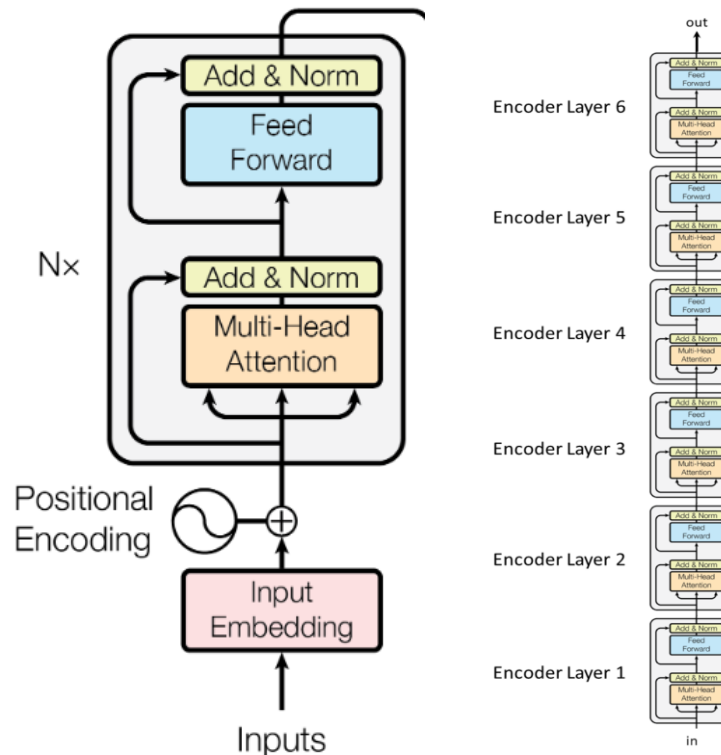 Add & Norm
Feed
Forward
N×
Add & Norm
Multi-Head
Attention
Positional
Encoding
Input
Embedding
Inputs
out
Encoder Layer 6
Add & Norm
Feed
Forward
Add & Norm
Multi-Head
Attention
Encoder Layer 5
Add & Norm
Feed
Forward
Add & Norm
Multi-Head
Attention
Encoder Layer 4
Add & Norm
Feed
Forward
Add & Norm
Multi-Head
Attention
Encoder Layer 3
Add & Norm
Feed
Forward
Add & Norm
Multi-Head
Attention
Encoder Layer 2
Add & Norm
Feed
Forward
Add & Norm
Multi-Head
Attention
Encoder Layer 1
Add & Norm
Feed
Forward
Add & Norm
Multi-Head
Attention
in